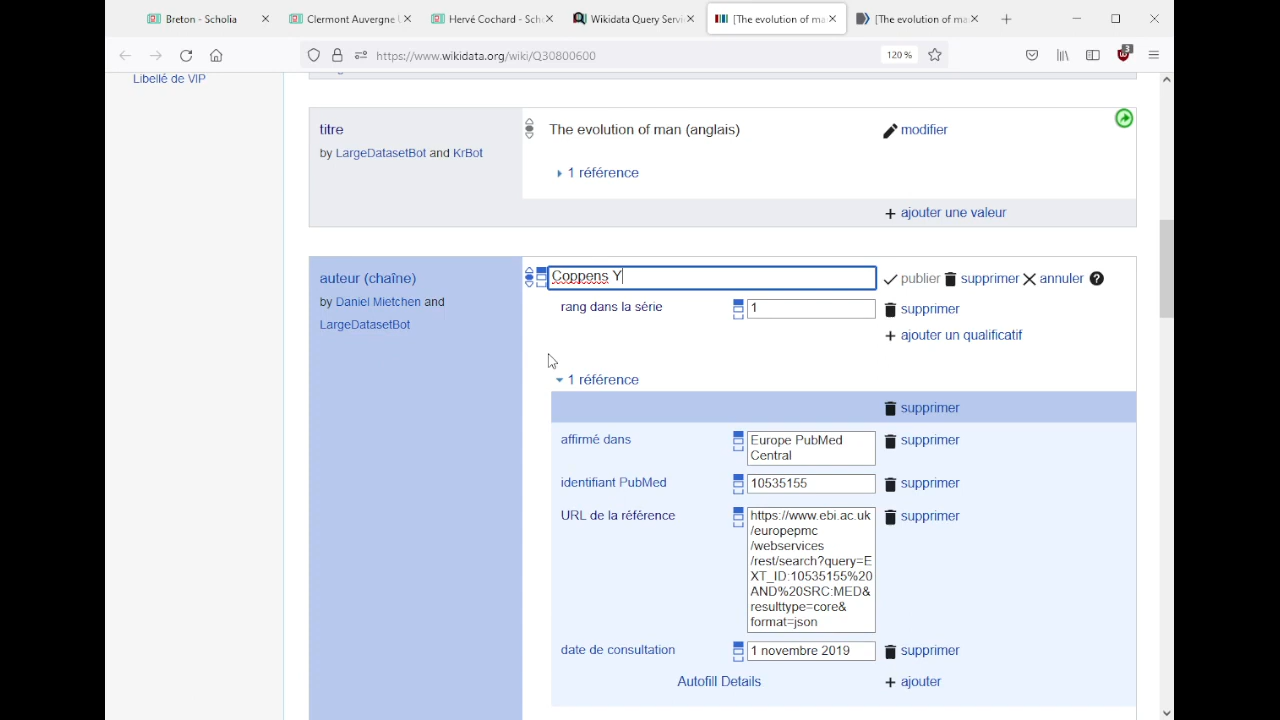 Breton - Scholia
Clermont Auvergne U
Hervé Cochard - Sch
Wikidata Query Servi
[The evolution of ma
[The evolution of ma
https://www.wikidata.org/wiki/Q30800600
120 %
3
Libellé de VIP
titre
The evolution of man (anglais)
modifier
by LargeDatasetBot and KrBot
1 référence
ajouter une valeur
auteur (chaîne)
Coppens Y
publier supprimer annuler
by Daniel Mietchen and
LargeDatasetBot
rang dans la série
1
supprimer
ajouter un qualificatif
1 référence
supprimer
affirmé dans
Europe PubMed
Central
supprimer
identifiant PubMed
10535155
supprimer
URL de la référence
https://www.ebi.ac.uk
/europepmc
/webservices
/rest/search?query=E
XT_ID:10535155%20
AND%20SRC:MED&
resulttype=core&
format=json
supprimer
date de consultation
1 novembre 2019
supprimer
Autofill Details
ajouter